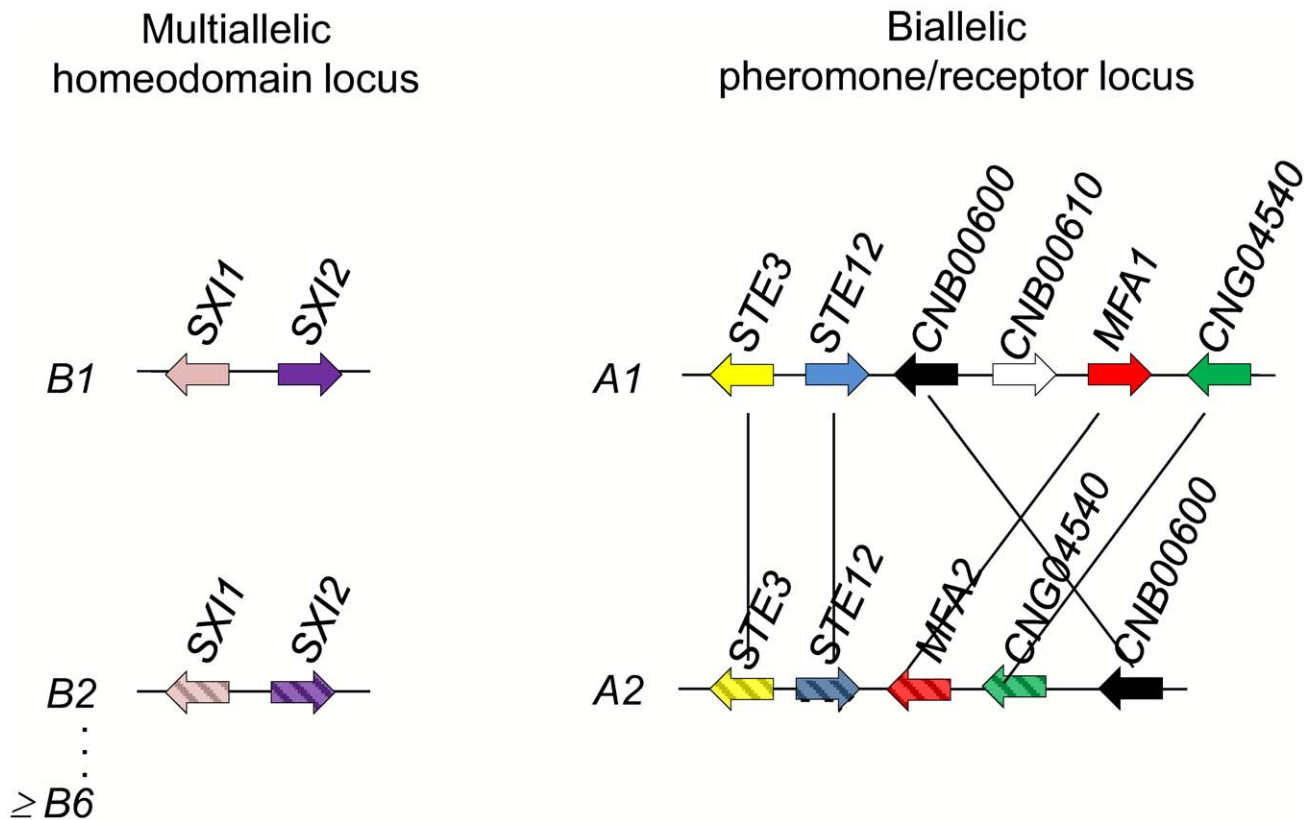 Multiallelic
homeodomain locus
Biallelic
pheromone/receptor locus
B1
SXI1
SXI2
A1
STE3
STE12
CNB00600
CNB00610
MFA1
CNG04540
B2
SXI1
SXI2
A2
STE3
STE12
MFA2
CNG04540
CNB00600
≥ B6